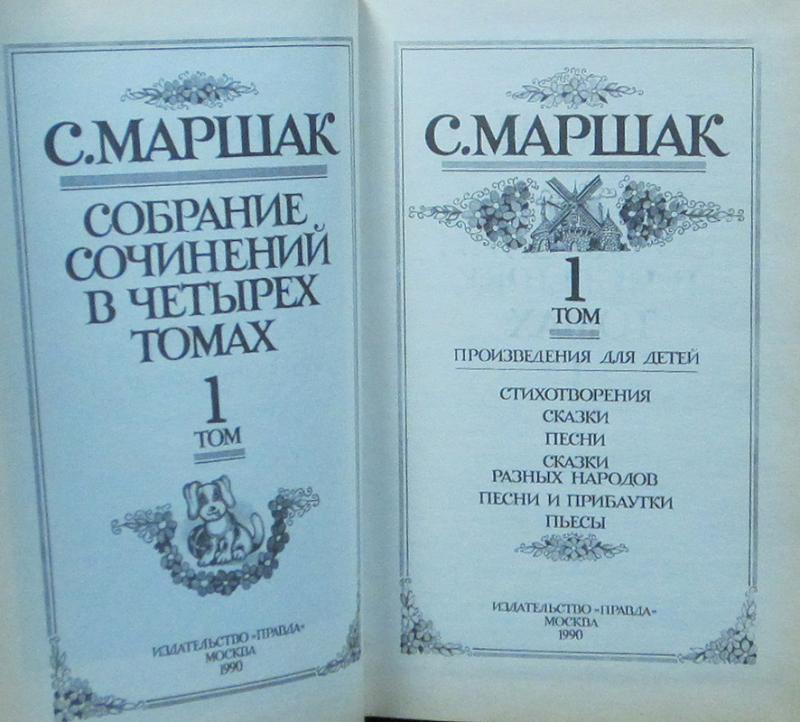 С.МАРШАК
СОБРАНИЕ
СОЧИНЕНИЙ
В ЧЕТЫРЕХ
ТОМАХ
1
ТОМ
ИЗДАТЕЛЬСТВО «ПРАВДА»
МОСКВА
1990
С.МАРШАК
1
ТОМ
ПРОИЗВЕДЕНИЯ ДЛЯ ДЕТЕЙ
СТИХОТВОРЕНИЯ
СКАЗКИ
ПЕСНИ
СКАЗКИ
РАЗНЫХ НАРОДОВ
ПЕСНИ И ПРИБАУТКИ
ПЬЕСЫ
ИЗДАТЕЛЬСТВО «ПРАВДА»
МОСКВА
1990